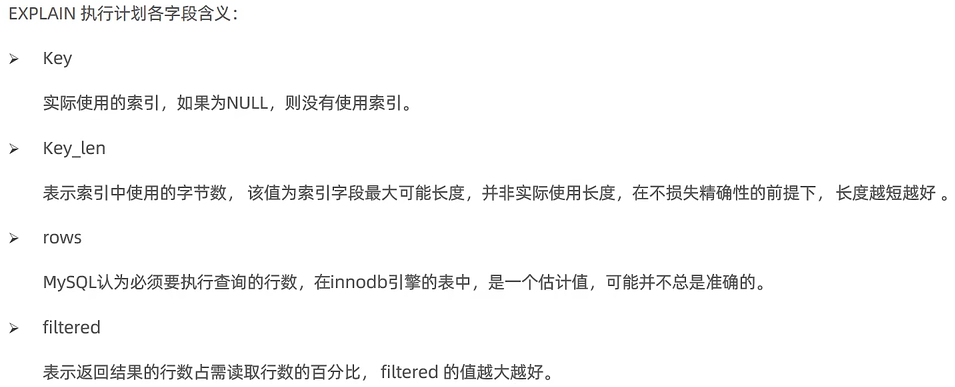 EXPLAIN 执行计划各字段含义：
➢ Key
实际使用的索引，如果为NULL，则没有使用索引。
➢ Key_len
表示索引中使用的字节数， 该值为索引字段最大可能长度，并非实际使用长度，在不损失精确性的前提下， 长度越短越好 。
➢ rows
MySQL认为必须要执行查询的行数，在innodb引擎的表中，是一个估计值，可能并不总是准确的。
➢ filtered
表示返回结果的行数占需读取行数的百分比， filtered 的值越大越好。